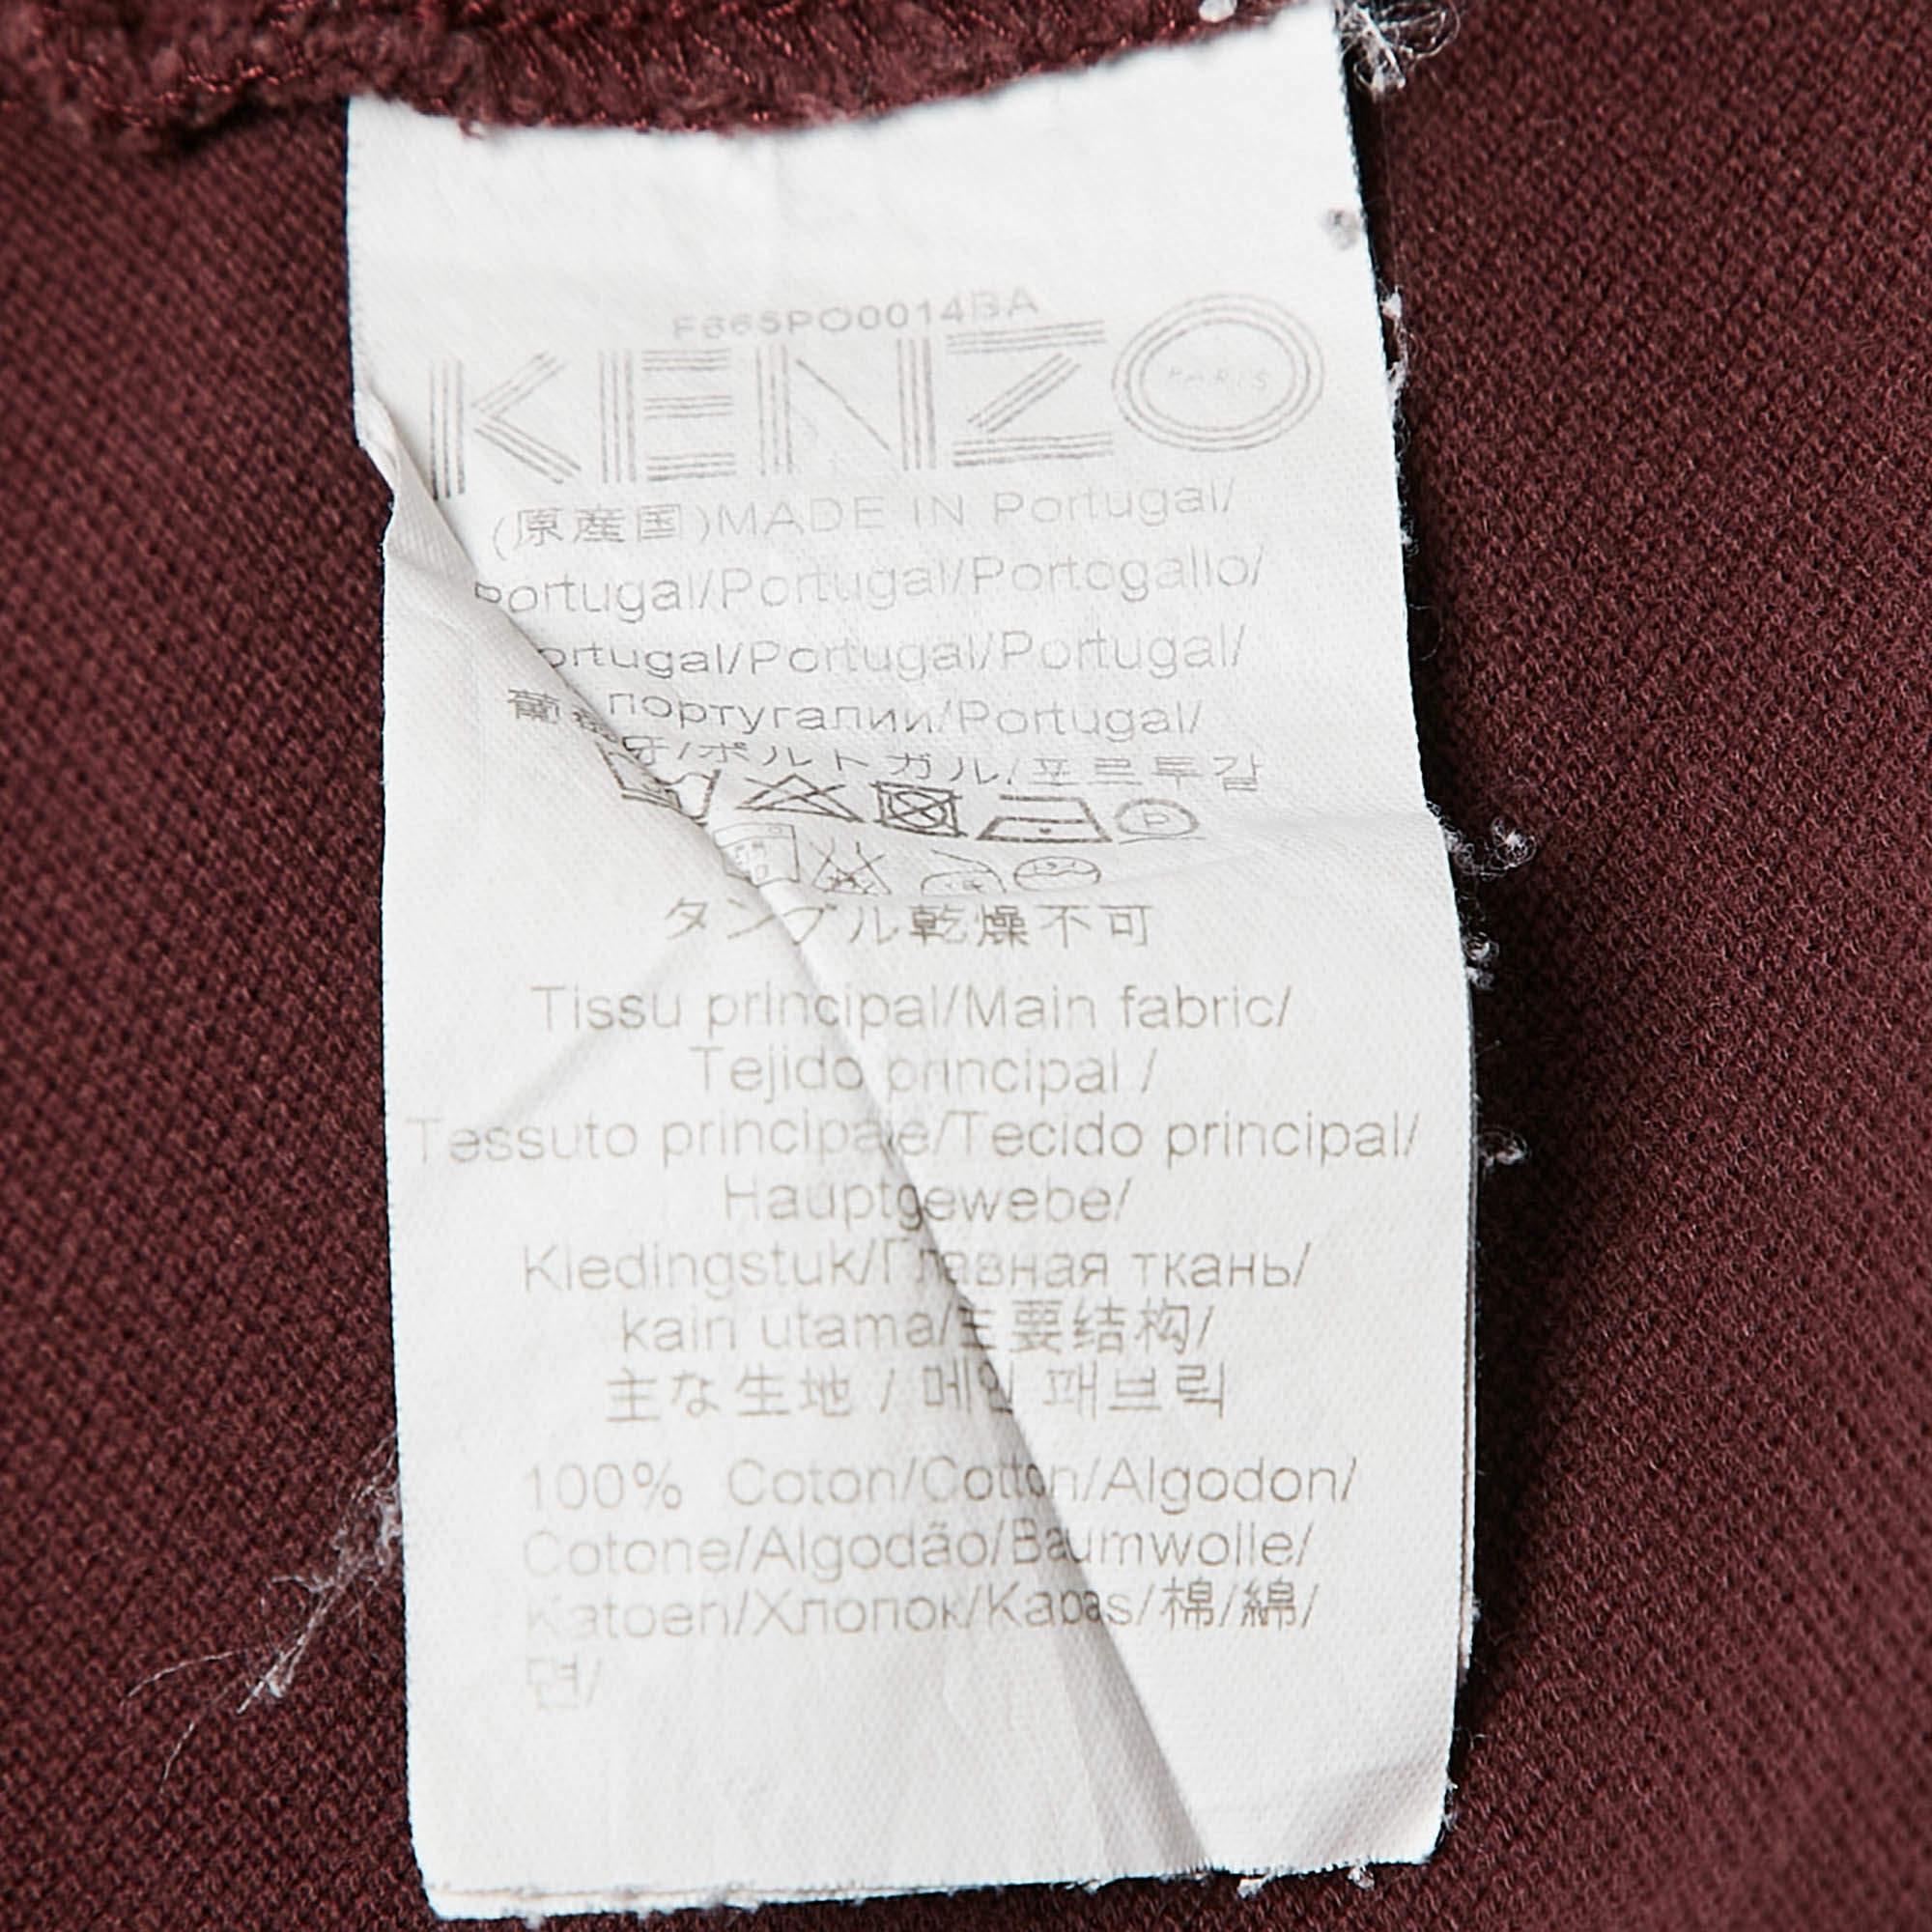 F665PO0014BA
KENZO PARIS
(原産国)MADE IN Portugal/
Portugal/Portugal/Portogallo/
Portugal/Portugal/Portugal/
португалии/Portugal/
牙/ポルトガル/포르투갈
P
タンブル乾燥不可
Tissu principal/Main fabric/
Tejido principal /
Tessuto principale/Tecido principal/
Hauptgewebe/
Kledingstuk/Главная ткань/
kain utama/主要结构/
主な生地 / 메인 패브릭
100% Coton/Cotton/Algodon/
Cotone/Algodão/Baumwolle/
Katoen/Хлопок/Kapas/棉/綿/
면/